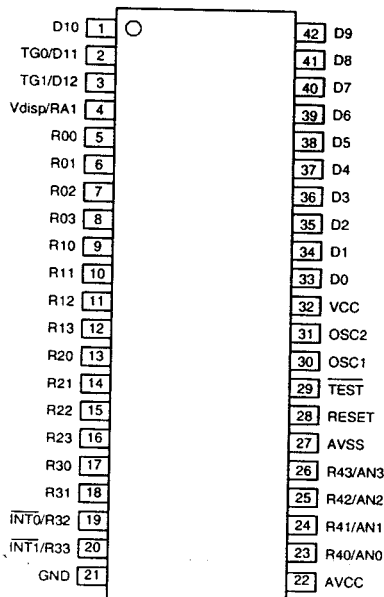 D10 1 42 D9
TG0/D11 2 41 D8
TG1/D12 3 40 D7
Vdisp/RA1 4 39 D6
R00 5 38 D5
R01 6 37 D4
R02 7 36 D3
R03 8 35 D2
R10 9 34 D1
R11 10 33 D0
R12 11 32 VCC
R13 12 31 OSC2
R20 13 30 OSC1
R21 14 29 TEST
R22 15 28 RESET
R23 16 27 AVSS
R30 17 26 R43/AN3
R31 18 25 R42/AN2
INT0/R32 19 24 R41/AN1
INT1/R33 20 23 R40/AN0
GND 21 22 AVCC